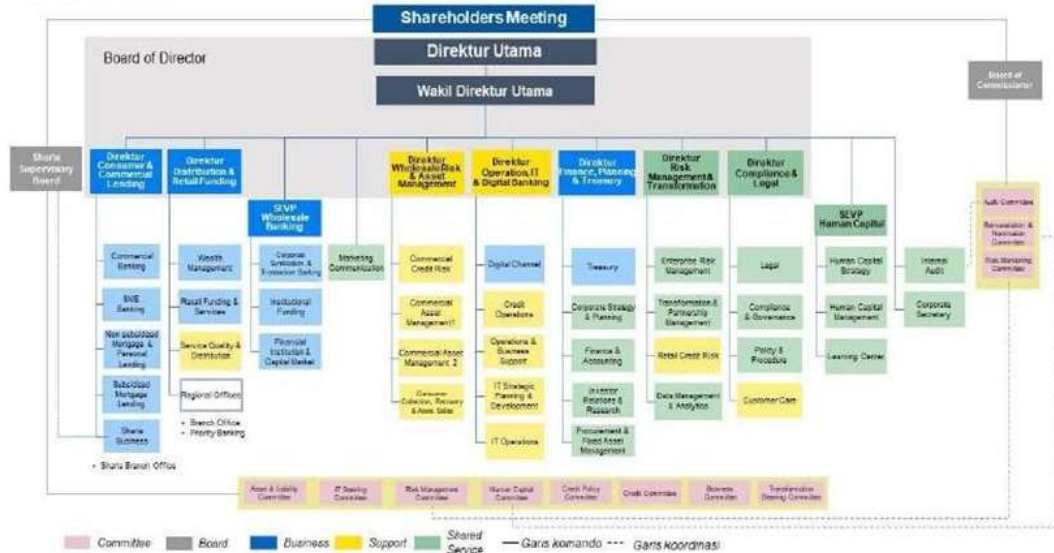 Shareholders Meeting
Board of Director
Direktur Utama
Wakil Direktur Utama
Board of
Commissioner
Sharia
Supervisory
Board
Direktur
Consumer &
Commercial
Lending
Direktur
Distribution &
Retail Funding
SEVP
Wholesale
Banking
Direktur
Wholesale Risk
& Asset
Management
Direktur
Operation, IT
& Digital Banking
Direktur
Finance, Planning
& Treasury
Direktur
Risk
Management &
Transformation
Direktur
Compliance &
Legal
SEVP
Human Capital
Audit Committee
Remuneration &
Nomination
Committee
Risk Monitoring
Committee
Commercial
Banking
SME
Banking
Non subsidized
Mortgage &
Personal
Lending
Subsidized
Mortgage
Lending
Sharia
Business
• Sharia Branch Office
Wealth
Management
Retail Funding &
Services
Service Quality &
Distribution
Regional Offices
• Branch Office
• Priority Banking
Corporate
Transaction Banking
Institutional
Funding
Financial
Institution &
Capital Market
Marketing
Communication
Commercial
Credit Risk
Commercial
Asset
Management 1
Commercial Asset
Management 2
Consumer
Collection, Recovery
& Asset Sales
Digital Channel
Credit
Operations
Operations &
Business
Support
IT Strategic,
Planning &
Development
IT Operations
Treasury
Corporate Strategy
& Planning
Finance &
Accounting
Investor
Relations &
Research
Procurement &
Fixed Asset
Management
Enterprise Risk
Management
Transformation &
Partnership
Management
Retail Credit Risk
Data Management
& Analytics
Legal
Compliance
& Governance
Policy &
Procedure
Customer Care
Human Capital
Strategy
Human Capital
Management
Learning Center
Internal
Audit
Corporate
Secretary
Asset & Liability
Committee
IT Steering
Committee
Risk Management
Committee
Human Capital
Committee
Credit Policy
Committee
Credit Committee
Business
Committee
Transformation
Steering Committee
Committee
Board
Business
Support
Shared
Service
Garis komando
Garis koordinasi